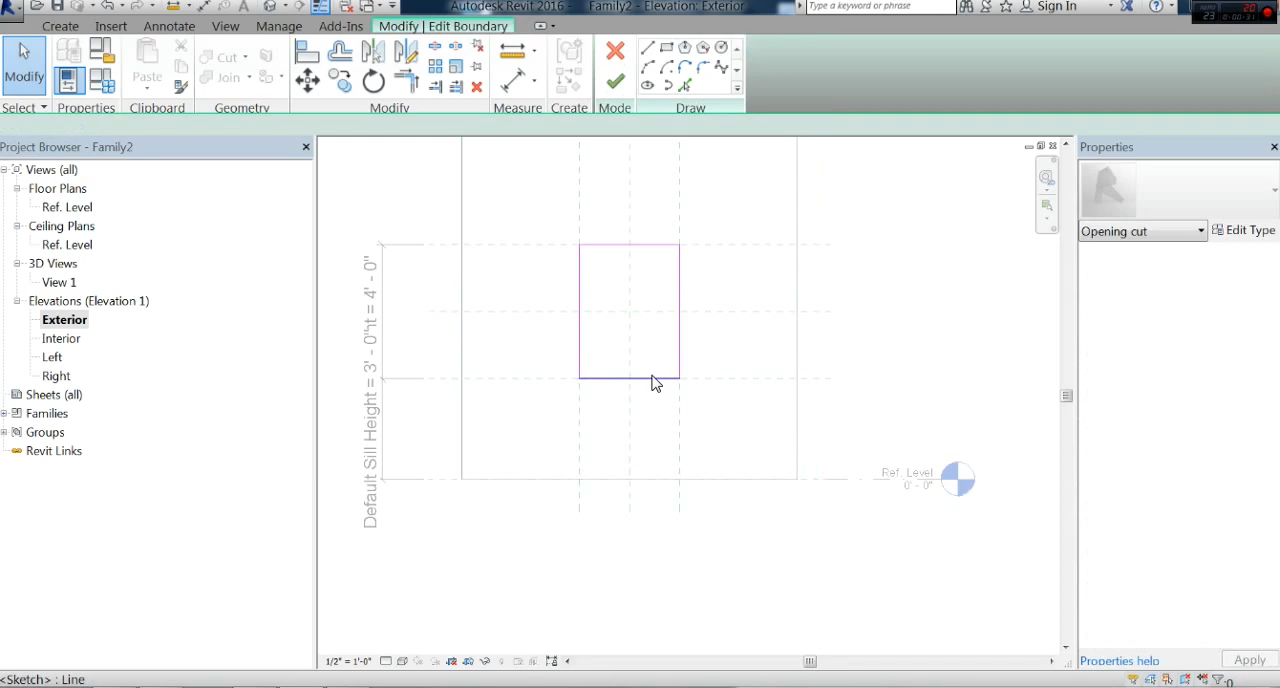 Autodesk Revit 2016 - Family2 - Elevation: Exterior
Type a keyword or phrase
Sign In
Create Insert Annotate View Manage Add-Ins Modify | Edit Boundary
Modify
Paste
Cut
Join
Select Properties Clipboard Geometry Modify Measure Create Mode Draw
Project Browser - Family2
Views (all)
Floor Plans
Ref. Level
Ceiling Plans
Ref. Level
3D Views
View 1
Elevations (Elevation 1)
Exterior
Interior
Left
Right
Sheets (all)
Families
Groups
Revit Links
Default Sill Height = 3' - 0"
ht = 4' - 0"
Ref. Level
0' - 0"
Properties
Opening cut
Edit Type
Properties help
Apply
1/2" = 1'-0"
<Sketch> : Line
:0